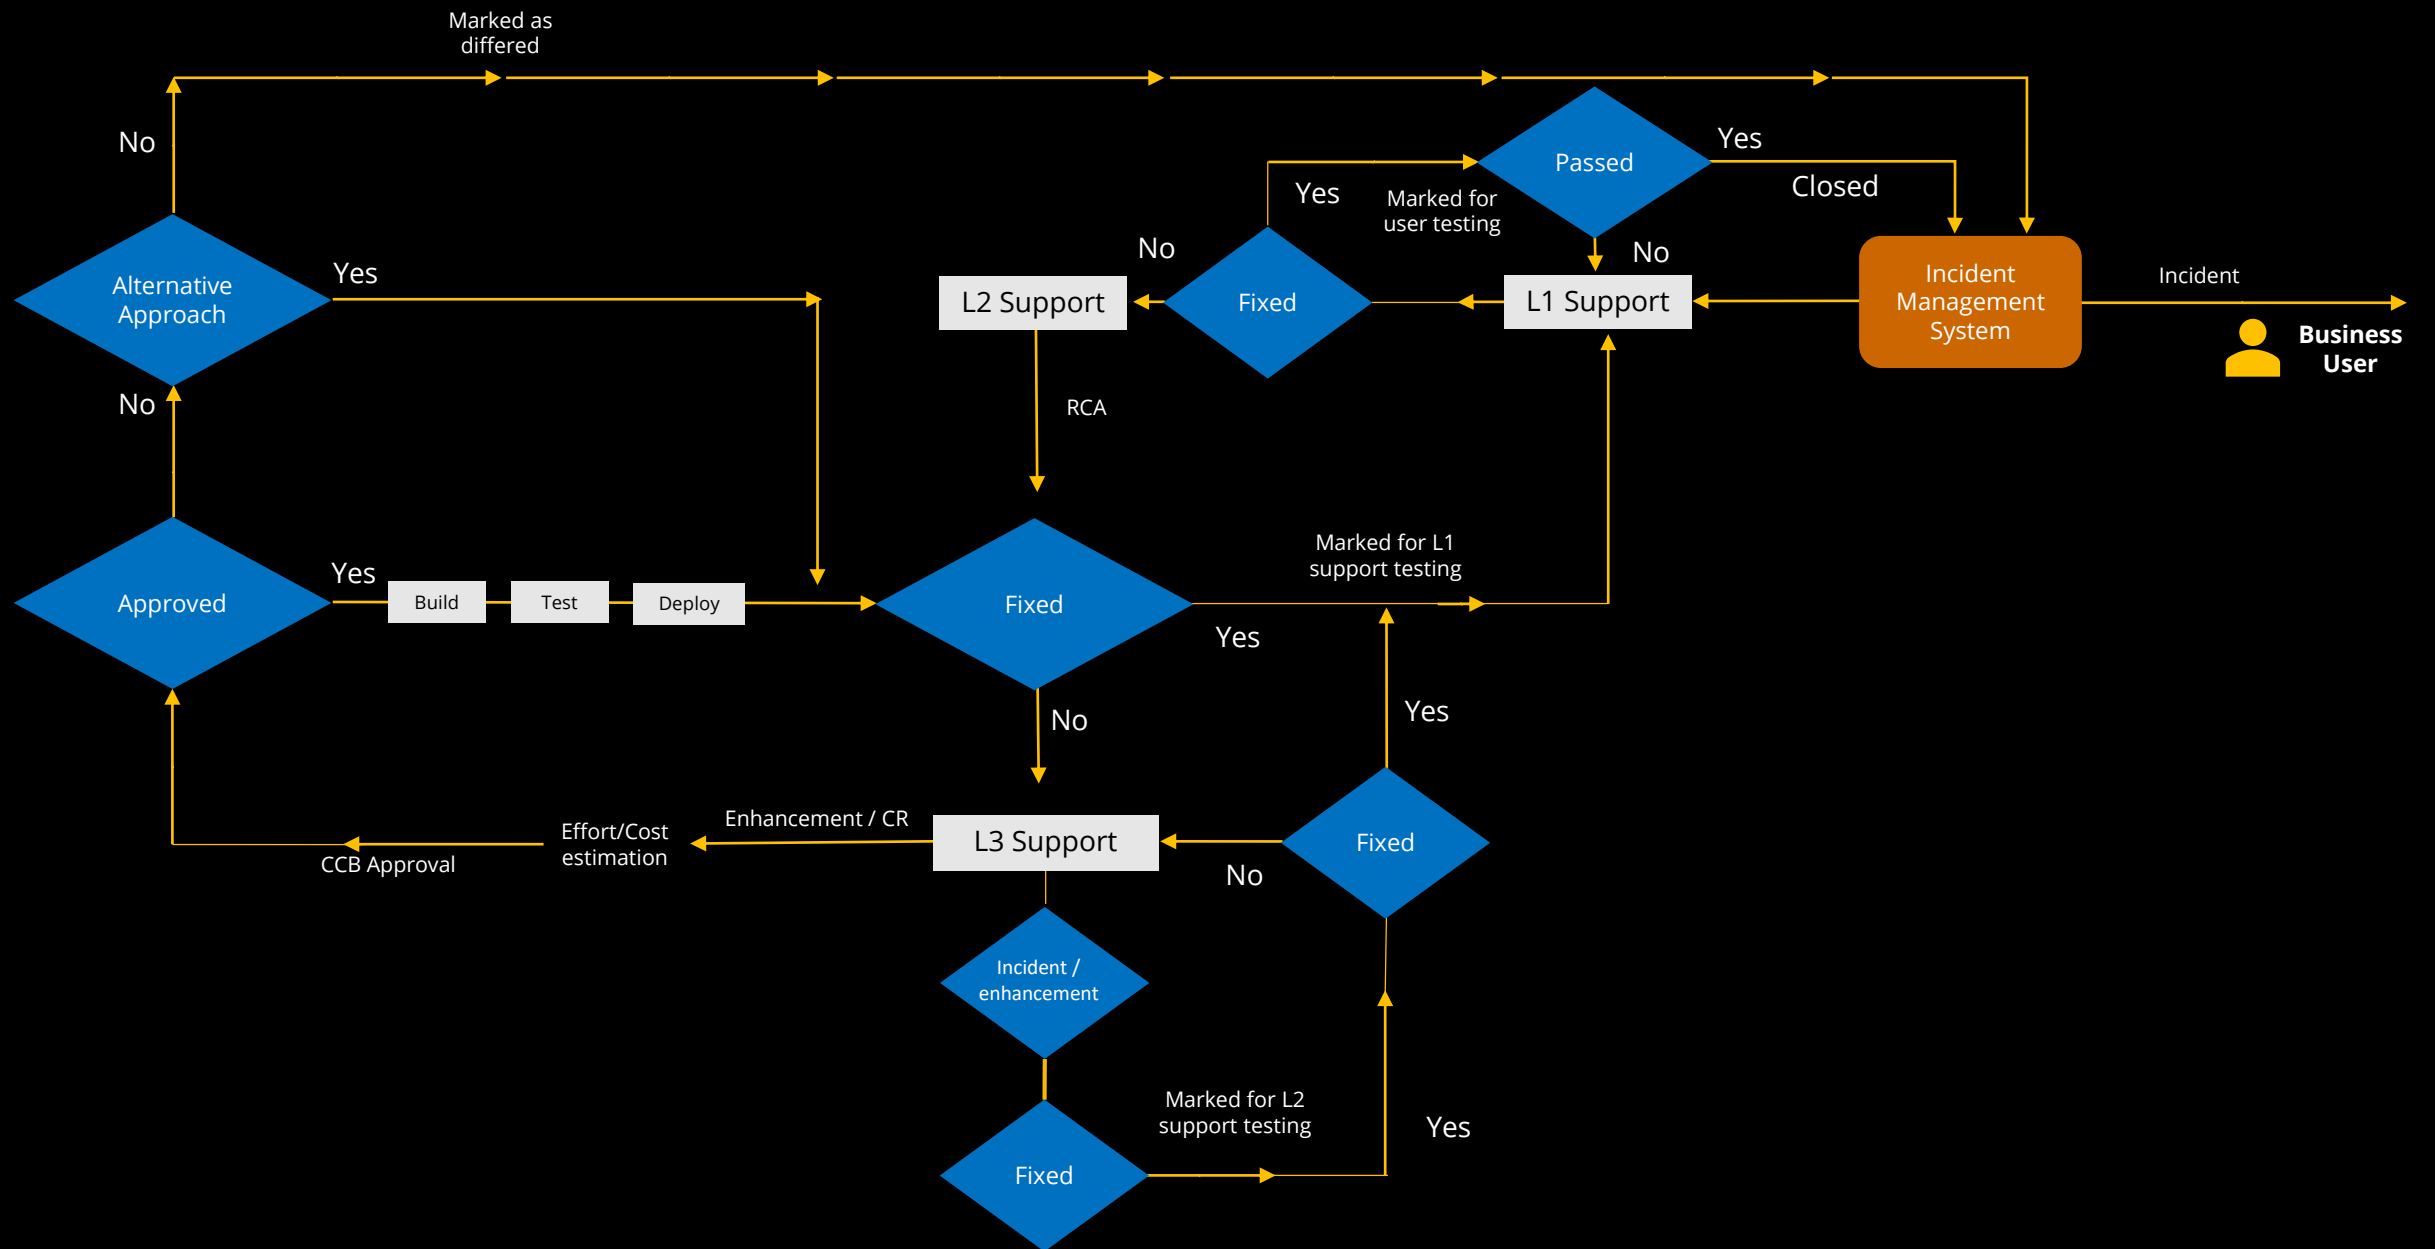 Marked as
differed
No
Passed
Yes
Closed
Yes
Marked for
user testing
No
No
Alternative
Approach
Yes
L2 Support
Fixed
L1 Support
Incident
Management
System
Incident
Business
User
No
RCA
Approved
Yes
Build
Test
Deploy
Fixed
Marked for L1
support testing
Yes
No
Yes
Effort/Cost
estimation
Enhancement / CR
CCB Approval
L3 Support
No
Fixed
Incident /
enhancement
Marked for L2
support testing
Yes
Fixed